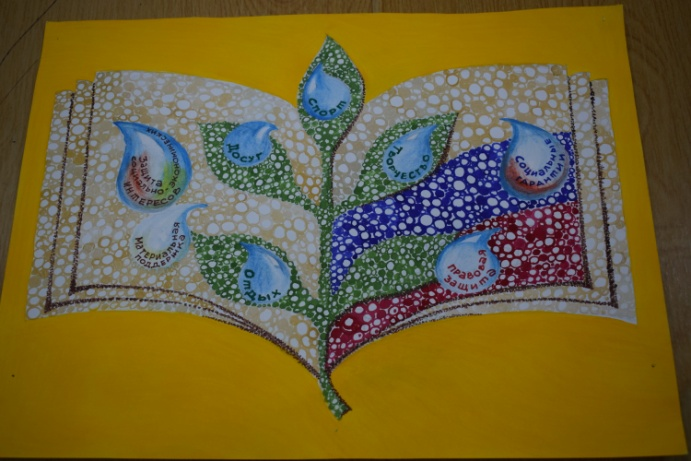 СПОРТ
ДОСУГ
ТВОРЧЕСТВО
ЗАЩИТА
СОЦИАЛЬНО-ЭКОНОМИЧЕСКИХ
ИНТЕРЕСОВ
СОЦИАЛЬНЫЕ
ГАРАНТИИ
МАТЕРИАЛЬНАЯ
ПОДДЕРЖКА
ОТДЫХ
ПРАВОВАЯ
ЗАЩИТА